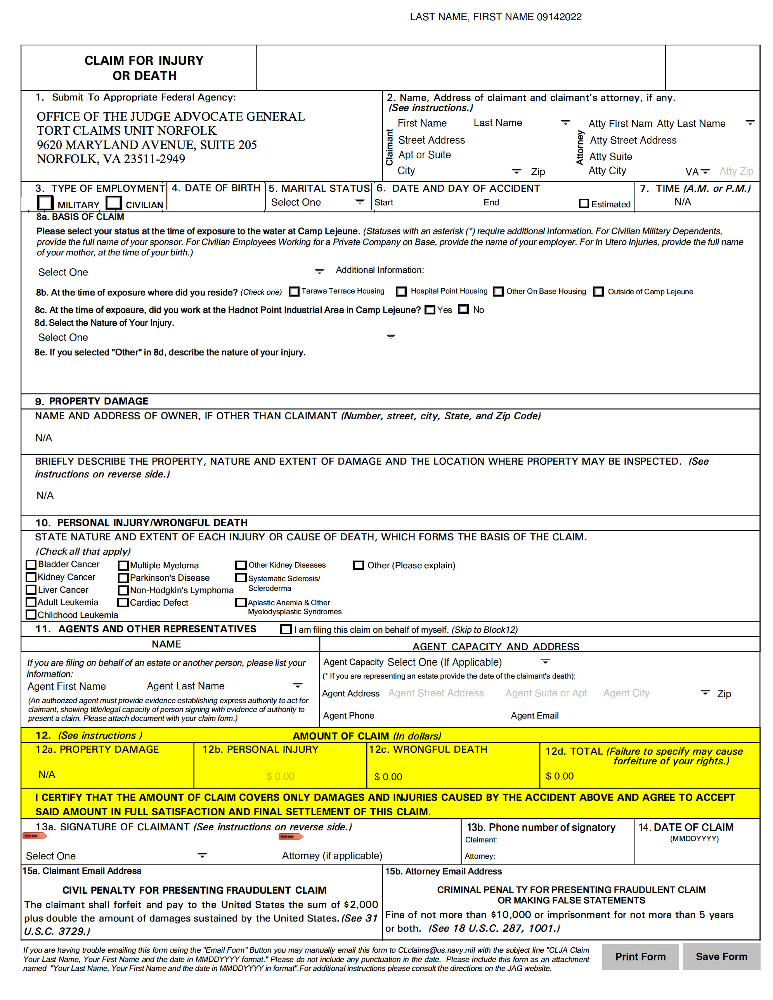 LAST NAME, FIRST NAME 09142022
CLAIM FOR INJURY
OR DEATH
1. Submit To Appropriate Federal Agency:
OFFICE OF THE JUDGE ADVOCATE GENERAL
TORT CLAIMS UNIT NORFOLK
9620 MARYLAND AVENUE, SUITE 205
NORFOLK, VA 23511-2949
2. Name, Address of claimant and claimant's attorney, if any.
(See instructions.)
Claimant
First Name Last Name
Street Address
Apt or Suite
City Zip
Attorney
Atty First Nam Atty Last Name
Atty Street Address
Atty Suite
Atty City VA Atty Zip
3. TYPE OF EMPLOYMENT
MILITARY CIVILIAN
4. DATE OF BIRTH
5. MARITAL STATUS
Select One
6. DATE AND DAY OF ACCIDENT
Start End Estimated
7. TIME (A.M. or P.M.)
N/A
8a. BASIS OF CLAIM
Please select your status at the time of exposure to the water at Camp Lejeune. (Statuses with an asterisk (*) require additional information. For Civilian Military Dependents,
provide the full name of your sponsor. For Civilian Employees Working for a Private Company on Base, provide the name of your employer. For In Utero Injuries, provide the full name
of your mother, at the time of your birth.)
Select One Additional Information:
8b. At the time of exposure where did you reside? (Check one) Tarawa Terrace Housing Hospital Point Housing Other On Base Housing Outside of Camp Lejeune
8c. At the time of exposure, did you work at the Hadnot Point Industrial Area in Camp Lejeune? Yes No
8d. Select the Nature of Your Injury.
Select One
8e. If you selected "Other" in 8d, describe the nature of your injury.
9. PROPERTY DAMAGE
NAME AND ADDRESS OF OWNER, IF OTHER THAN CLAIMANT (Number, street, city, State, and Zip Code)
N/A
BRIEFLY DESCRIBE THE PROPERTY, NATURE AND EXTENT OF DAMAGE AND THE LOCATION WHERE PROPERTY MAY BE INSPECTED. (See
instructions on reverse side.)
N/A
10. PERSONAL INJURY/WRONGFUL DEATH
STATE NATURE AND EXTENT OF EACH INJURY OR CAUSE OF DEATH, WHICH FORMS THE BASIS OF THE CLAIM.
(Check all that apply)
Bladder Cancer
Kidney Cancer
Liver Cancer
Adult Leukemia
Childhood Leukemia
Multiple Myeloma
Parkinson's Disease
Non-Hodgkin's Lymphoma
Cardiac Defect
Other Kidney Diseases
Systematic Sclerosis/
Scleroderma
Aplastic Anemia & Other
Myelodysplastic Syndromes
Other (Please explain)
11. AGENTS AND OTHER REPRESENTATIVES I am filing this claim on behalf of myself. (Skip to Block12)
NAME
If you are filing on behalf of an estate or another person, please list your
information:
Agent First Name Agent Last Name
(An authorized agent must provide evidence establishing express authority to act for
claimant, showing title/legal capacity of person signing with evidence of authority to
present a claim. Please attach document with your claim form.)
AGENT CAPACITY AND ADDRESS
Agent Capacity Select One (If Applicable)
(* If you are representing an estate provide the date of the claimant's death):
Agent Address Agent Street Address Agent Suite or Apt Agent City Zip
Agent Phone Agent Email
12. (See instructions ) AMOUNT OF CLAIM (In dollars)
12a. PROPERTY DAMAGE
N/A
12b. PERSONAL INJURY
$ 0.00
12c. WRONGFUL DEATH
$ 0.00
12d. TOTAL (Failure to specify may cause
forfeiture of your rights.)
$ 0.00
I CERTIFY THAT THE AMOUNT OF CLAIM COVERS ONLY DAMAGES AND INJURIES CAUSED BY THE ACCIDENT ABOVE AND AGREE TO ACCEPT
SAID AMOUNT IN FULL SATISFACTION AND FINAL SETTLEMENT OF THIS CLAIM.
13a. SIGNATURE OF CLAIMANT (See instructions on reverse side.)
Select One Attorney (if applicable)
13b. Phone number of signatory
Claimant:
Attorney:
14. DATE OF CLAIM
(MMDDYYYY)
15a. Claimant Email Address
CIVIL PENALTY FOR PRESENTING FRAUDULENT CLAIM
The claimant shall forfeit and pay to the United States the sum of $2,000
plus double the amount of damages sustained by the United States. (See 31
U.S.C. 3729.)
15b. Attorney Email Address
CRIMINAL PENAL TY FOR PRESENTING FRAUDULENT CLAIM
OR MAKING FALSE STATEMENTS
Fine of not more than $10,000 or imprisonment for not more than 5 years
or both. (See 18 U.S.C. 287, 1001.)
If you are having trouble emailing this form using the "Email Form" Button you may manually email this form to CLclaims@us.navy.mil with the subject line "CLJA Claim
Your Last Name, Your First Name and the date in MMDDYYYY format." Please do not include any punctuation in the date. Please include this form as an attachment
named "Your Last Name, Your First Name and the date in MMDDYYYY in format".For additional instructions please consult the directions on the JAG website.
Print Form
Save Form